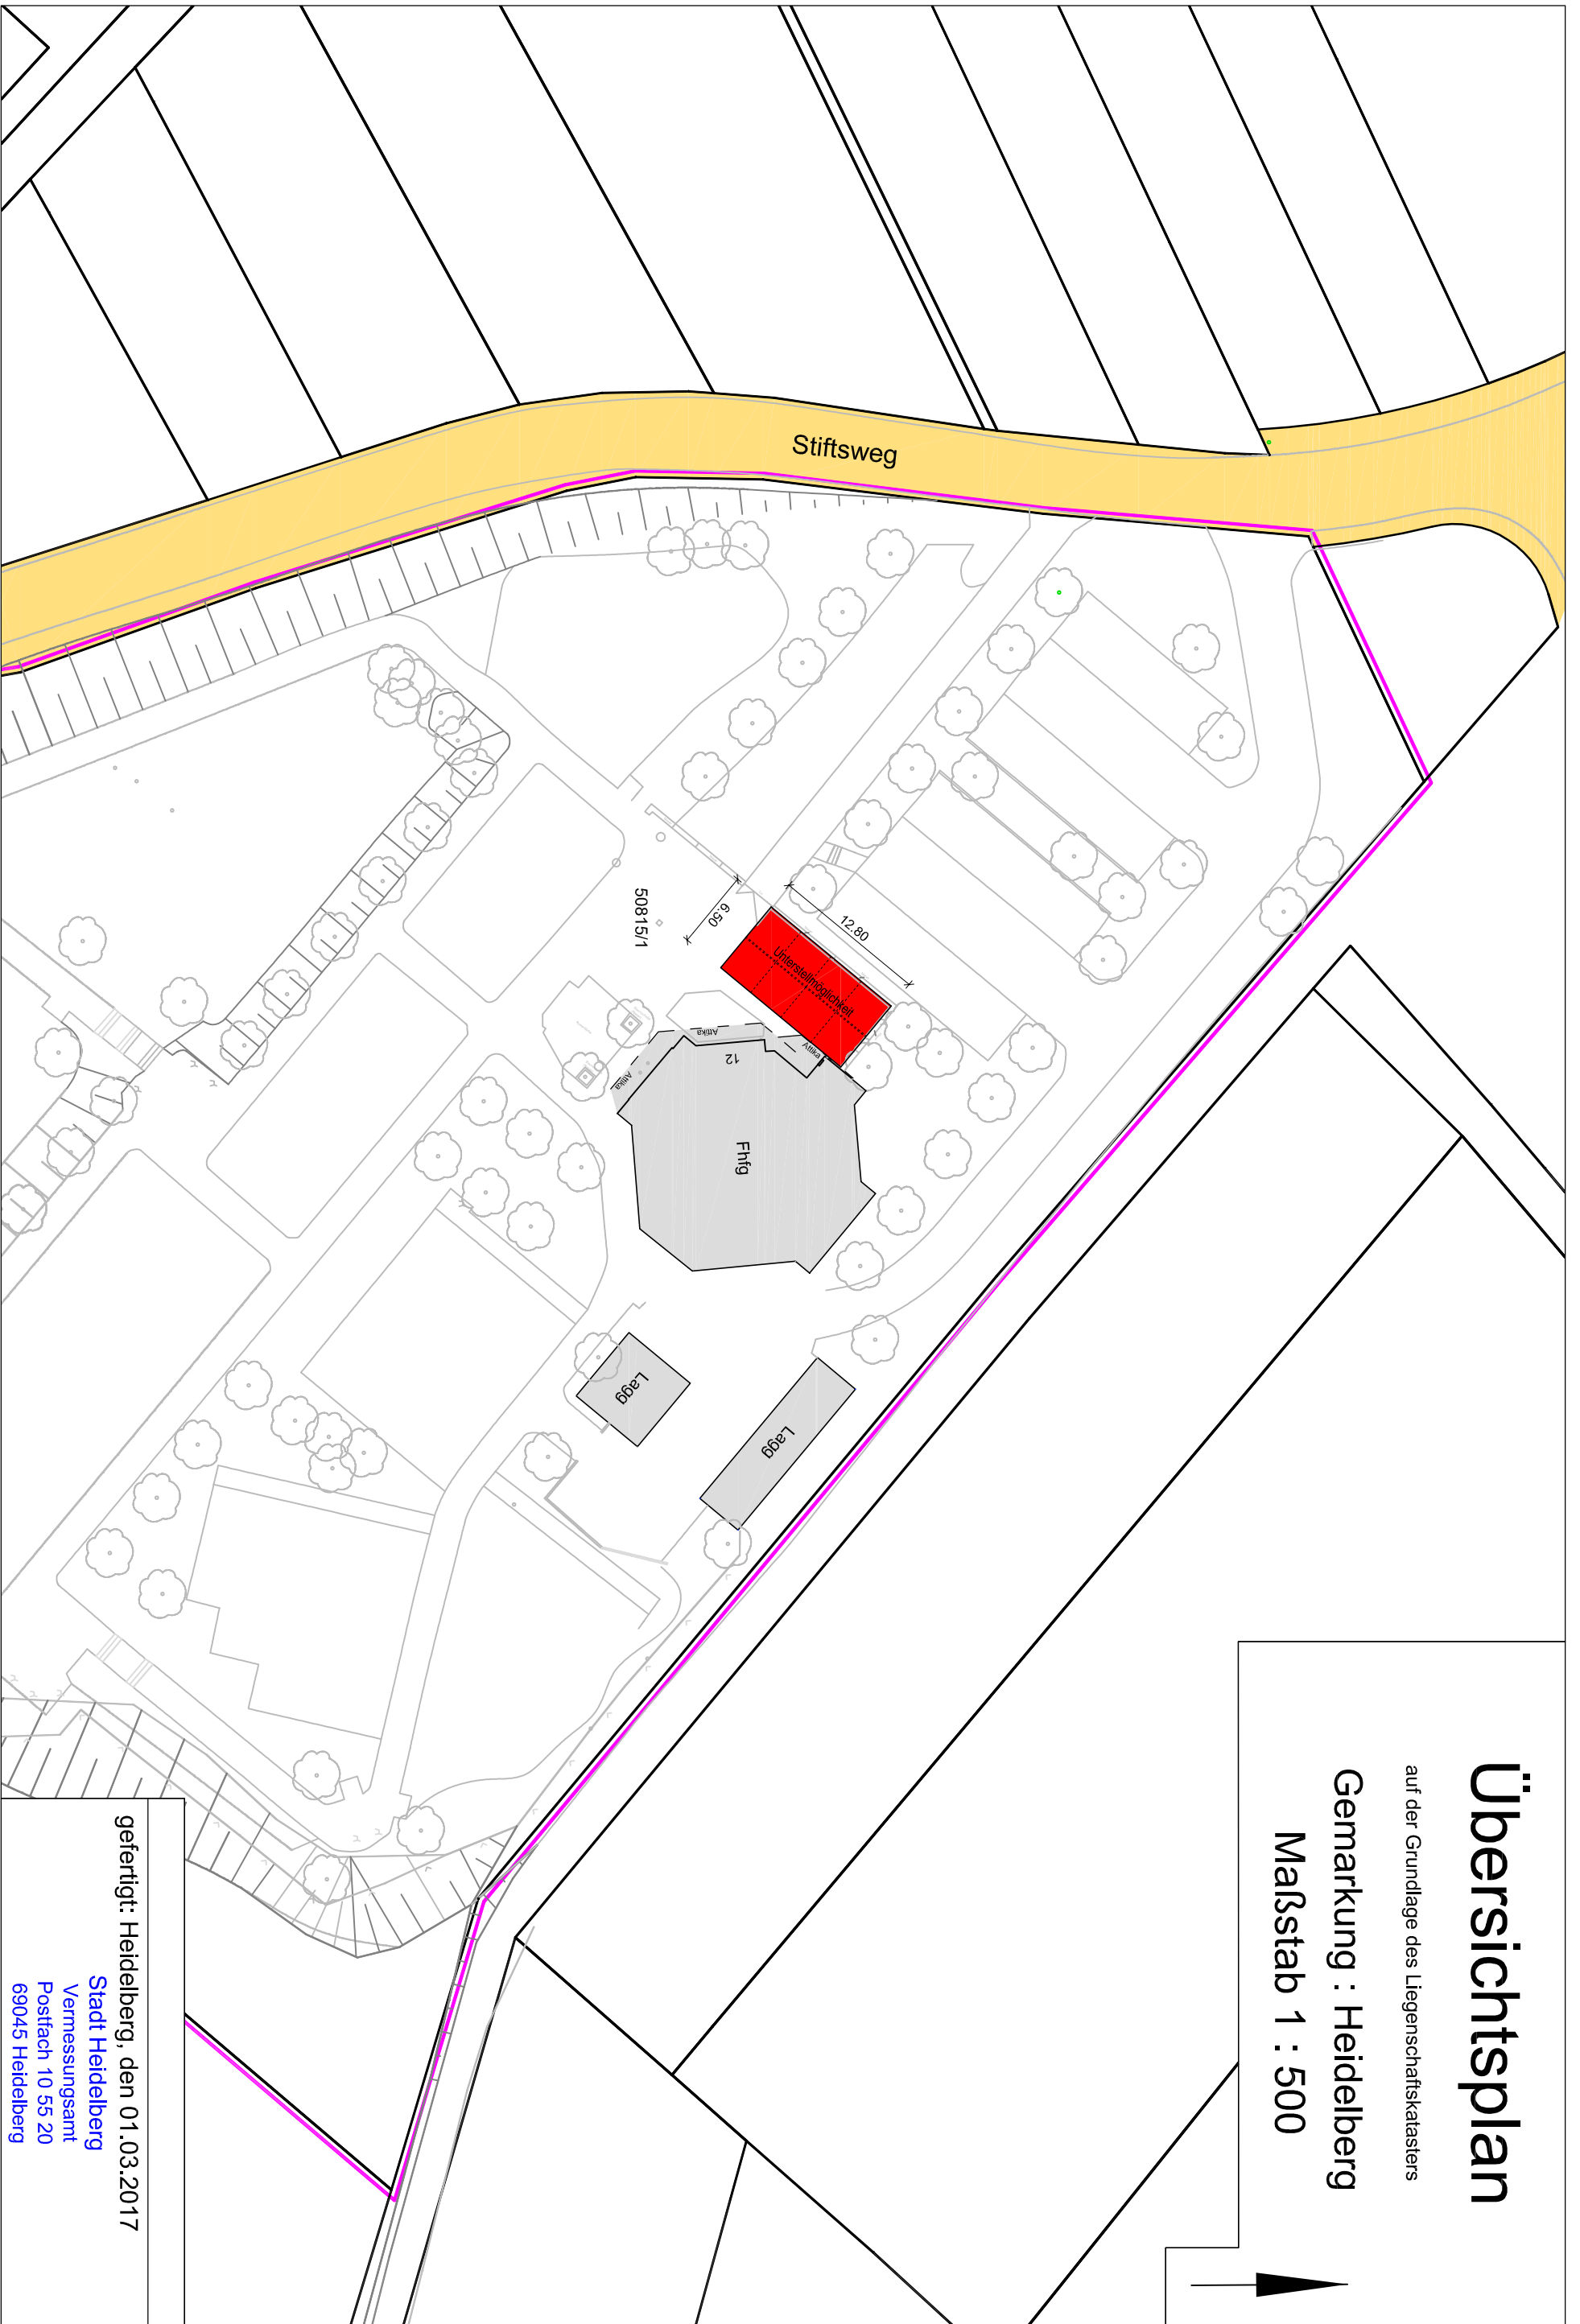 Übersichtsplan
auf der Grundlage des Liegenschaftskatasters
Gemarkung : Heidelberg
Maßstab 1 : 500
Stiftsweg
12.80
6.50
Unterstellmöglichkeit
50815/1
Attika
Attika
Attika
12
Fhfg
Lagg
Lagg
gefertigt: Heidelberg, den 01.03.2017
Stadt Heidelberg
Vermessungsamt
Postfach 10 55 20
69045 Heidelberg